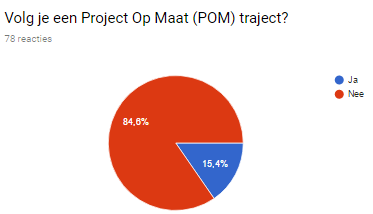 Volg je een Project Op Maat (POM) traject?
78 reacties
Ja
Nee
84,6%
15,4%